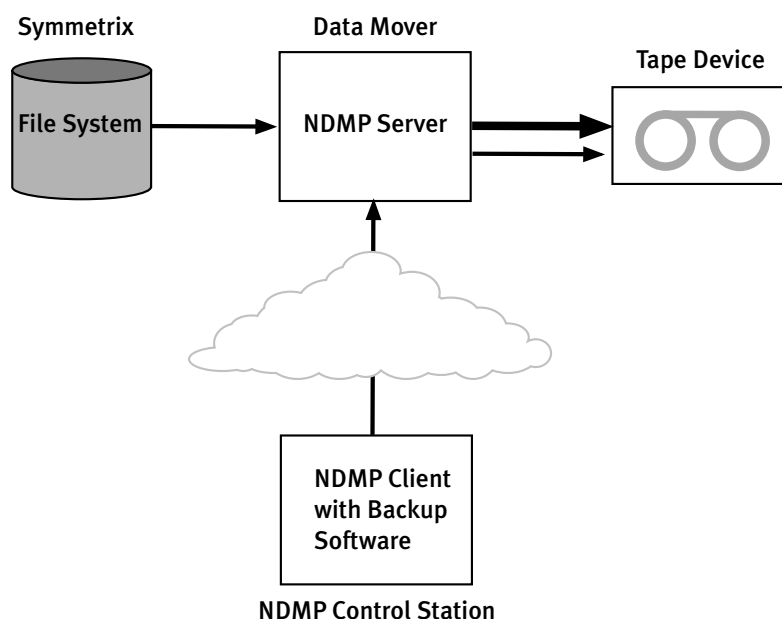 Symmetrix
Data Mover
Tape Device
File System
NDMP Server
NDMP Client
with Backup
Software
NDMP Control Station